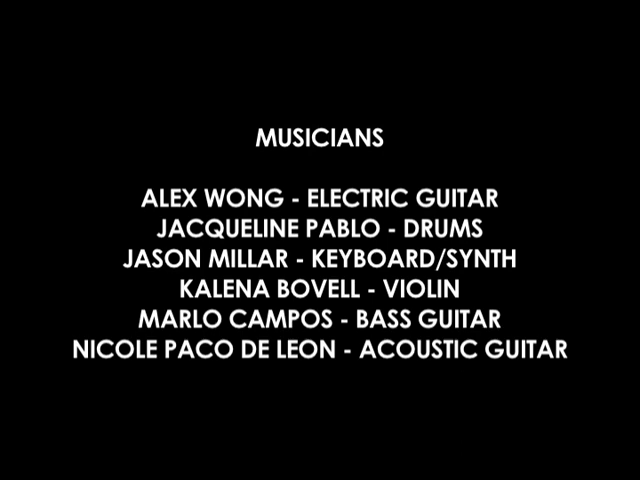 MUSICIANS
ALEX WONG - ELECTRIC GUITAR
JACQUELINE PABLO - DRUMS
JASON MILLAR - KEYBOARD/SYNTH
KALENA BOVELL - VIOLIN
MARLO CAMPOS - BASS GUITAR
NICOLE PACO DE LEON - ACOUSTIC GUITAR